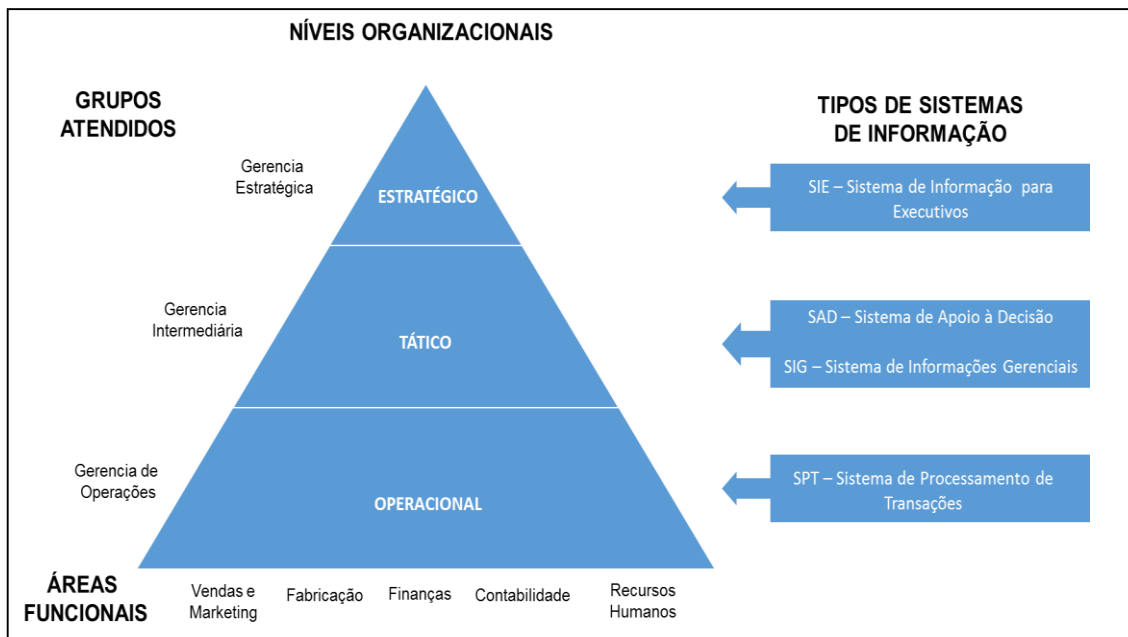 NÍVEIS ORGANIZACIONAIS
GRUPOS
ATENDIDOS
TIPOS DE SISTEMAS
DE INFORMAÇÃO
Gerencia
Estratégica
ESTRATÉGICO
SIE – Sistema de Informação para
Executivos
Gerencia
Intermediária
TÁTICO
SAD – Sistema de Apoio à Decisão
SIG – Sistema de Informações Gerenciais
Gerencia de
Operações
OPERACIONAL
SPT – Sistema de Processamento de
Transações
ÁREAS
FUNCIONAIS
Vendas e
Marketing
Fabricação
Finanças
Contabilidade
Recursos
Humanos